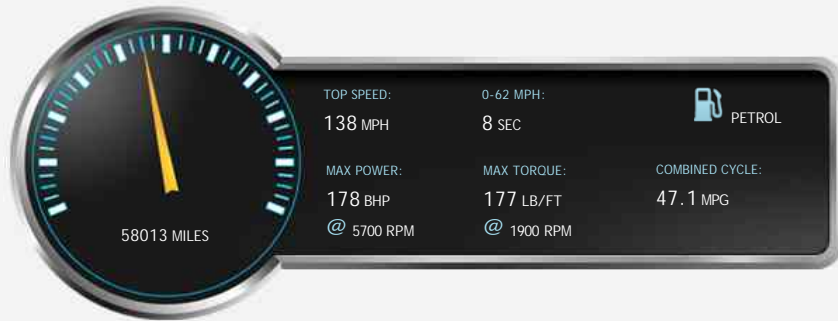 58013 MILES
TOP SPEED:
138 MPH
0-62 MPH:
8 SEC
PETROL
MAX POWER:
178 BHP
@ 5700 RPM
MAX TORQUE:
177 LB/FT
@ 1900 RPM
COMBINED CYCLE:
47.1 MPG